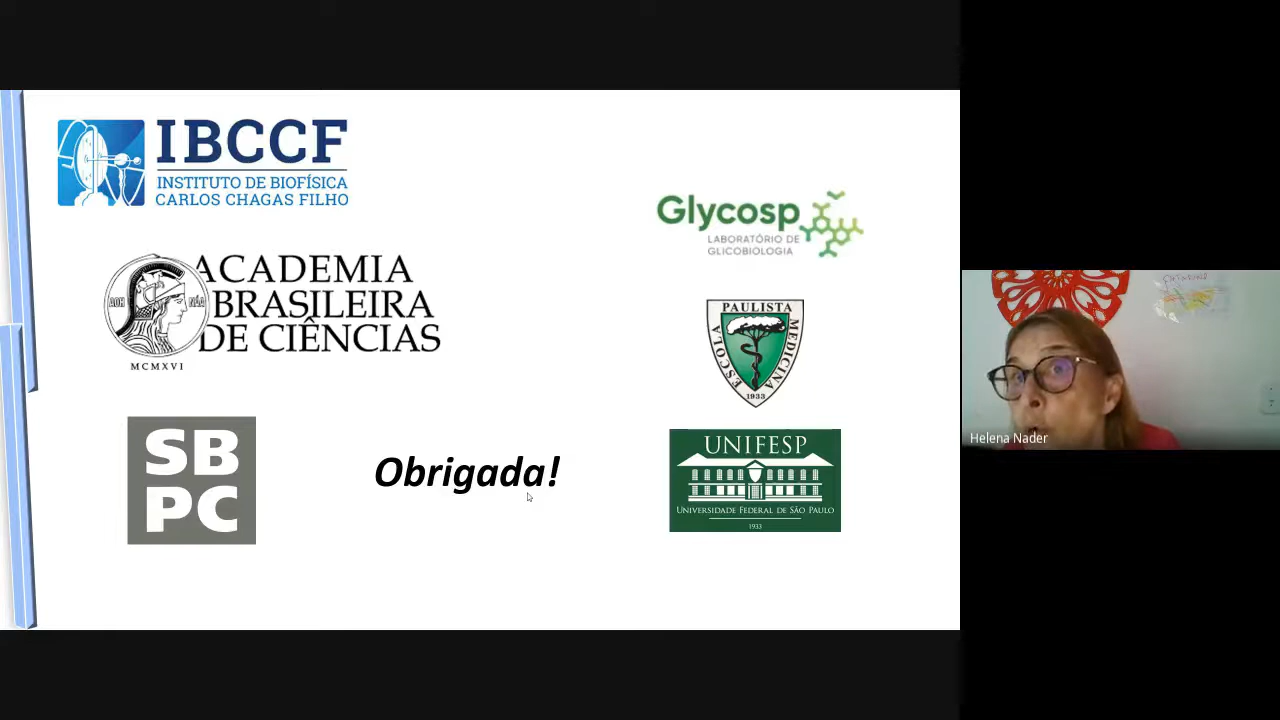 IBCCF
INSTITUTO DE BIOFÍSICA
CARLOS CHAGAS FILHO
Glycosp
LABORATÓRIO DE
GLICOBIOLOGIA
ACADEMIA
BRASILEIRA
DE CIÊNCIAS
MCMXVI
ESCOLA PAULISTA MEDICINA
1933
SB
PC
Obrigada!
UNIFESP
UNIVERSIDADE FEDERAL DE SÃO PAULO
1933
Helena Nader